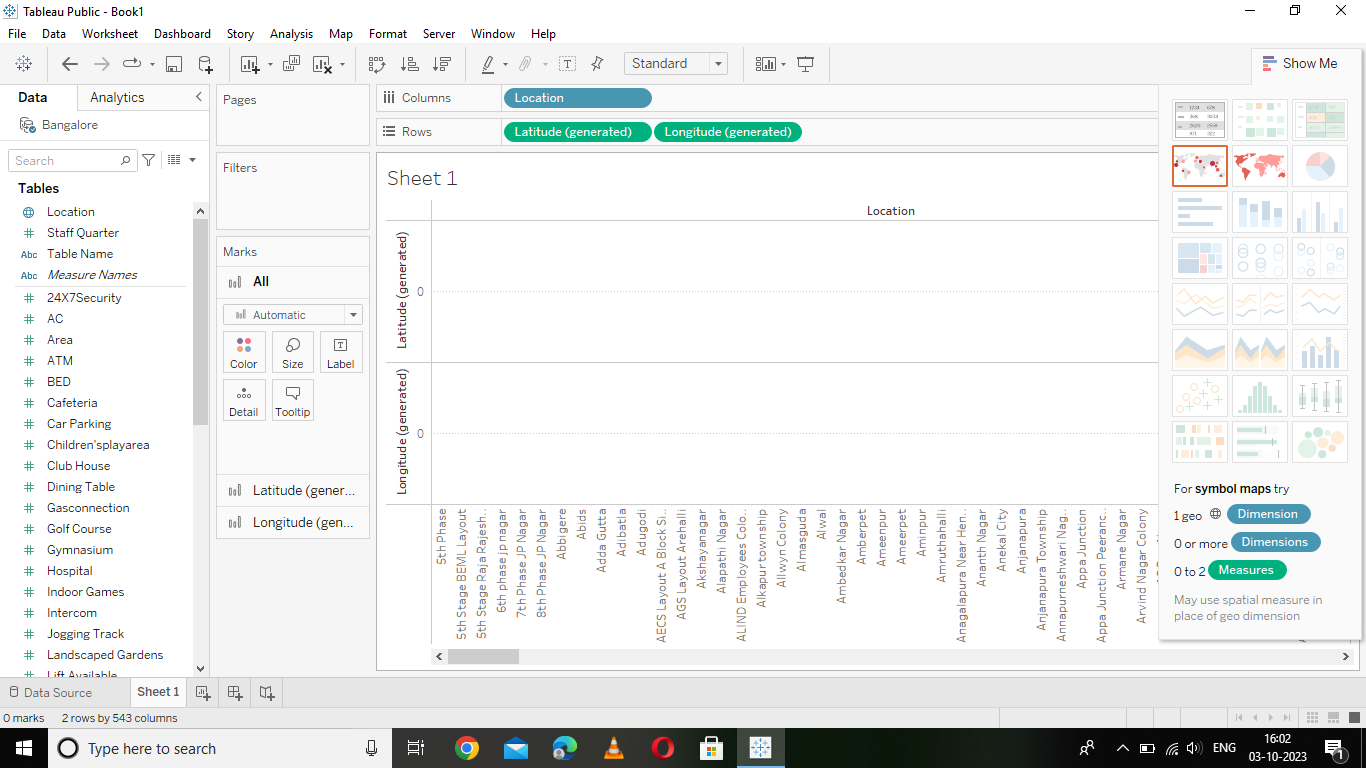 Tableau Public - Book1
File Data Worksheet Dashboard Story Analysis Map Format Server Window Help
Standard
Show Me
Data Analytics
Bangalore
Search
Tables
Location
Staff Quarter
Abc Table Name
Abc Measure Names
24X7Security
AC
Area
ATM
BED
Cafeteria
Car Parking
Children'splayarea
Club House
Dining Table
Gasconnection
Golf Course
Gymnasium
Hospital
Indoor Games
Intercom
Jogging Track
Landscaped Gardens
Lift Available
Pages
Filters
Marks
All
Automatic
Color Size Label
Detail Tooltip
Latitude (gener...
Longitude (gen...
Columns Location
Rows Latitude (generated) Longitude (generated)
Sheet 1
Location
Latitude (generated)
0
Longitude (generated)
0
5th Phase
5th Stage BEML Layout
5th Stage Raja Rajesh..
6th phase jp nagar
7th Phase JP Nagar
8th Phase JP Nagar
Abbigere
Abids
Adda Gutta
Adibatla
Adugodi
AECS Layout A Block Si..
AGS Layout Arehalli
Akshayanagar
Alapathi Nagar
ALIND Employees Colo..
Alkapur township
Allwyn Colony
Almasguda
Alwal
Ambedkar Nagar
Amberpet
Ameenpur
Ameerpet
Aminpur
Amruthahalli
Anagalapura Near Hen..
Ananth Nagar
Anekal City
Anjanapura
Anjanapura Township
Annapurneshwari Nag..
Appa Junction
Appa Junction Peeranc..
Armane Nagar
Arvind Nagar Colony
For symbol maps try
1 geo Dimension
0 or more Dimensions
0 to 2 Measures
May use spatial measure in
place of geo dimension
Data Source Sheet 1
0 marks 2 rows by 543 columns
Type here to search
ENG
16:02
03-10-2023
1